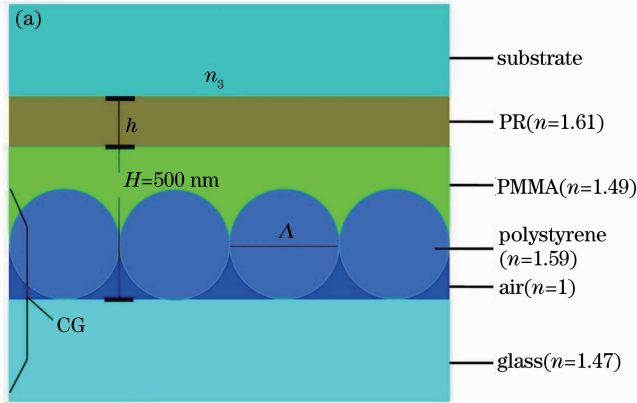 (a)
substrate
n₃
PR(n=1.61)
h
H=500 nm
PMMA(n=1.49)
Λ
polystyrene
(n=1.59)
air(n=1)
CG
glass(n=1.47)